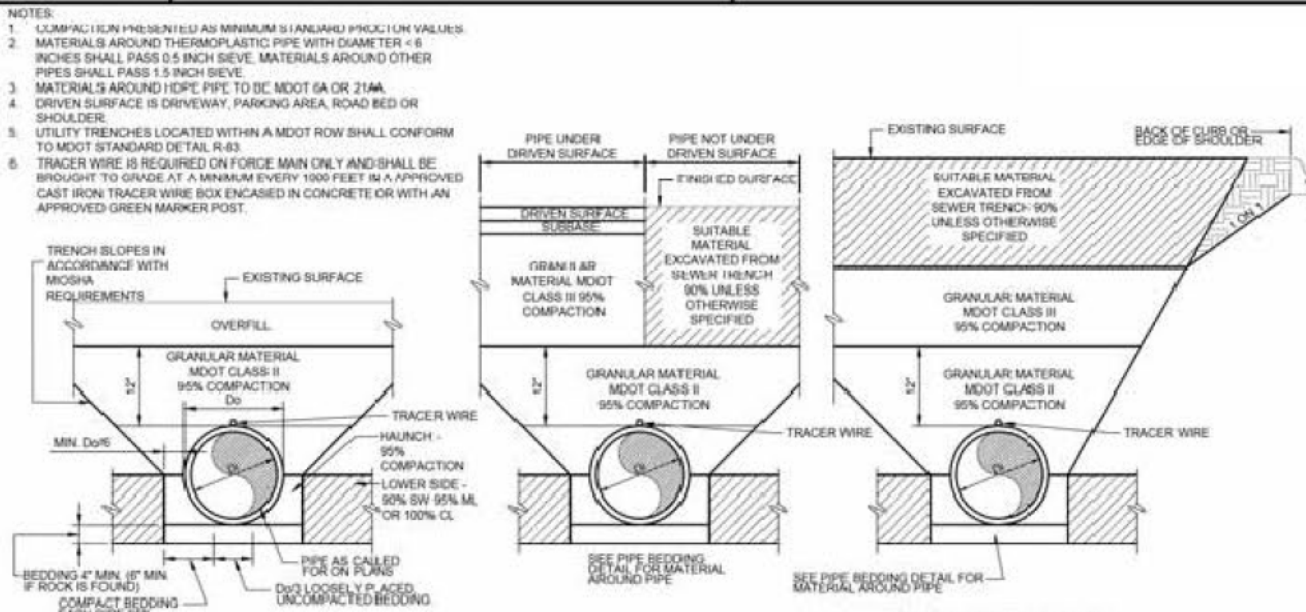 NOTES:
1. COMPACTION PRESENTED AS MINIMUM STANDARD PROCTOR VALUES.
2. MATERIALS AROUND THERMOPLASTIC PIPE WITH DIAMETER < 6
INCHES SHALL PASS 0.5 INCH SIEVE, MATERIALS AROUND OTHER
PIPES SHALL PASS 1.5 INCH SIEVE.
3. MATERIALS AROUND HDPE PIPE TO BE MDOT 6A OR 21AA.
4. DRIVEN SURFACE IS DRIVEWAY, PARKING AREA, ROAD BED OR
SHOULDER.
5. UTILITY TRENCHES LOCATED WITHIN A MDOT ROW SHALL CONFORM
TO MDOT STANDARD DETAIL R-83
6. TRACER WIRE IS REQUIRED ON FORCE MAIN ONLY AND SHALL BE
BROUGHT TO GRADE AT A MINIMUM EVERY 1000 FEET IN A APPROVED
CAST IRON TRACER WIRE BOX ENCASED IN CONCRETE OR WITH AN
APPROVED GREEN MARKER POST.
TRENCH SLOPES IN
ACCORDANCE WITH
MIOSHA
REQUIREMENTS
EXISTING SURFACE
OVERFILL
GRANULAR MATERIAL
MDOT CLASS II
95% COMPACTION
Do
12"
TRACER WIRE
MIN. Do/6
HAUNCH -
95%
COMPACTION
LOWER SIDE -
90% SW 95% ML
OR 100% CL
PIPE AS CALLED
FOR ON PLANS
Do/3 LOOSELY PLACED
UNCOMPACTED BEDDING
BEDDING 4" MIN. (6" MIN.
IF ROCK IS FOUND)
COMPACT BEDDING
PIPE UNDER
DRIVEN SURFACE
PIPE NOT UNDER
DRIVEN SURFACE
FINISHED SURFACE
DRIVEN SURFACE
SUBBASE
GRANULAR
MATERIAL MDOT
CLASS III 95%
COMPACTION
SUITABLE
MATERIAL
EXCAVATED FROM
SEWER TRENCH
90% UNLESS
OTHERWISE
SPECIFIED
12"
GRANULAR MATERIAL
MDOT CLASS II
95% COMPACTION
TRACER WIRE
SEE PIPE BEDDING
DETAIL FOR MATERIAL
AROUND PIPE
EXISTING SURFACE
BACK OF CURB OR
EDGE OF SHOULDER
SUITABLE MATERIAL
EXCAVATED FROM
SEWER TRENCH 90%
UNLESS OTHERWISE
SPECIFIED
1 ON 1
GRANULAR MATERIAL
MDOT CLASS III
95% COMPACTION
12"
GRANULAR MATERIAL
MDOT CLASS II
95% COMPACTION
TRACER WIRE
SEE PIPE BEDDING DETAIL FOR
MATERIAL AROUND PIPE